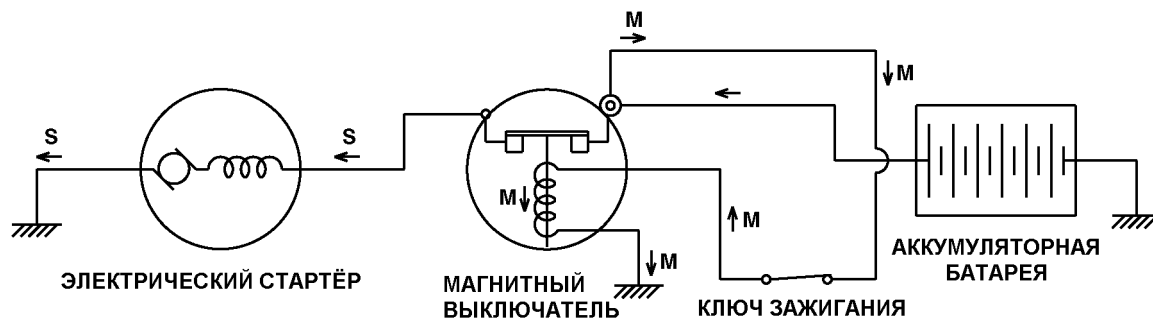 M
M
S
S
M
M
M
ЭЛЕКТРИЧЕСКИЙ СТАРТЁР
МАГНИТНЫЙ
ВЫКЛЮЧАТЕЛЬ
КЛЮЧ ЗАЖИГАНИЯ
АККУМУЛЯТОРНАЯ
БАТАРЕЯ